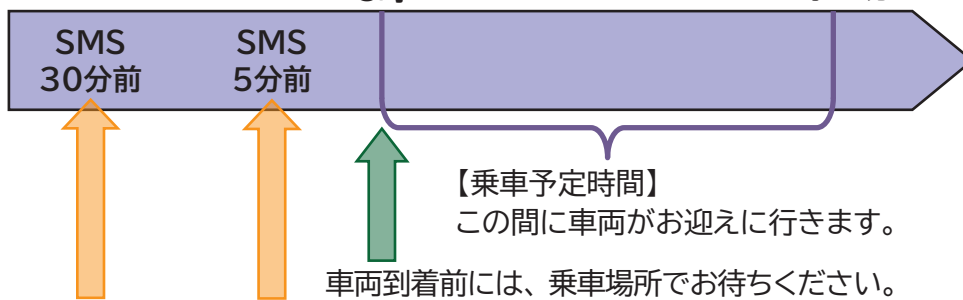 SMS
30分前
SMS
5分前
【乗車予定時間】
この間に車両がお迎えに行きます。
車両到着前には、乗車場所でお待ちください。